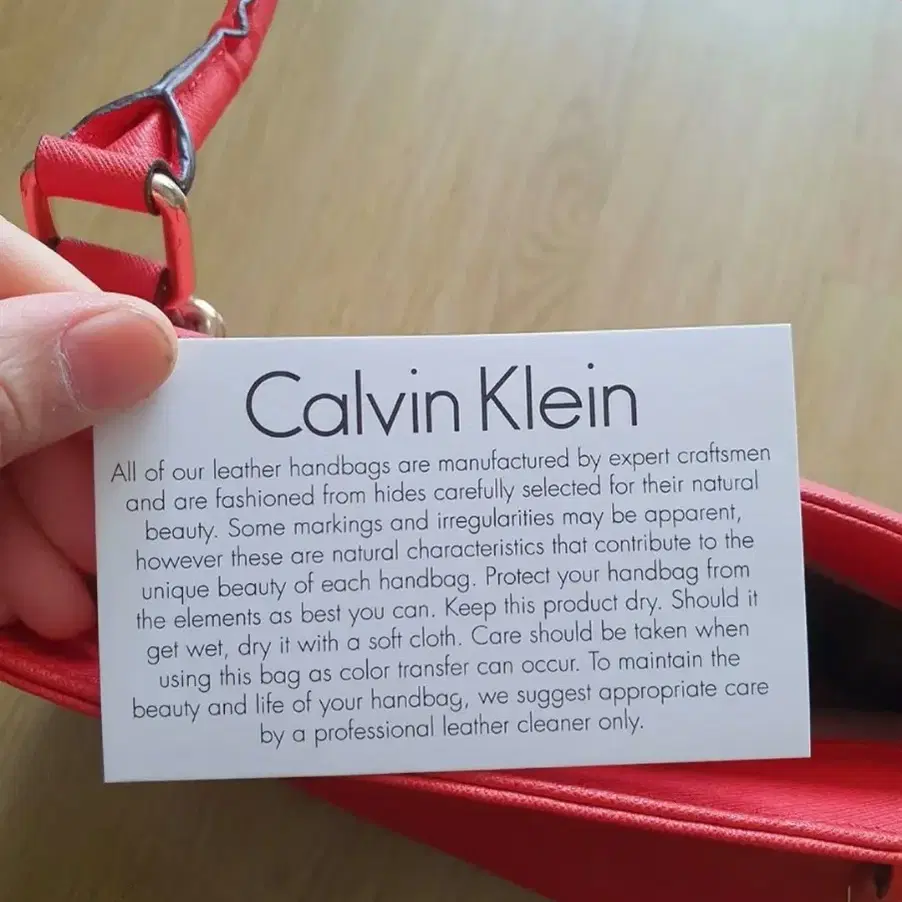 Calvin Klein
All of our leather handbags are manufactured by expert craftsmen
and are fashioned from hides carefully selected for their natural
beauty. Some markings and irregularities may be apparent,
however these are natural characteristics that contribute to the
unique beauty of each handbag. Protect your handbag from
the elements as best you can. Keep this product dry. Should it
get wet, dry it with a soft cloth. Care should be taken when
using this bag as color transfer can occur. To maintain the
beauty and life of your handbag, we suggest appropriate care
by a professional leather cleaner only.